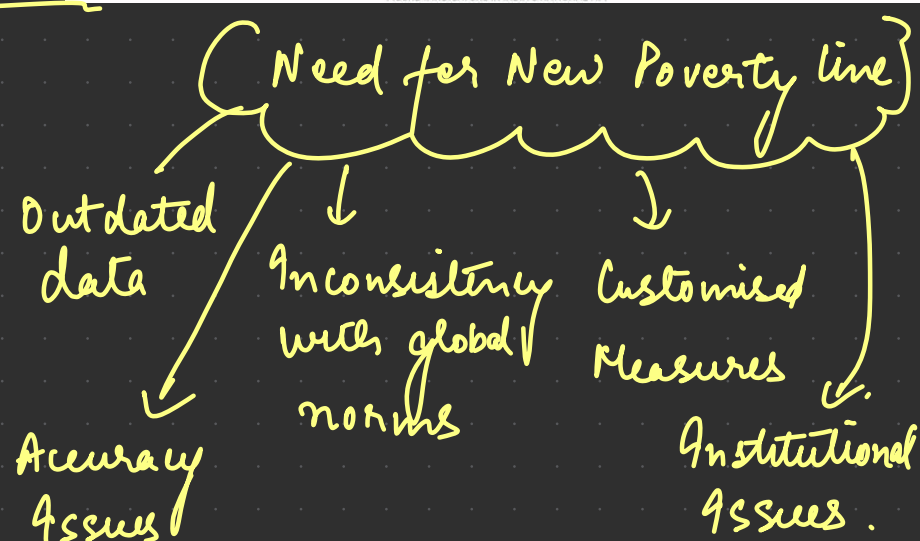 Need for New Poverty line
Outdated
data
Inconsistency
with global
norms
Customised
Measures
Accuracy
Issues
Institutional
Issues.